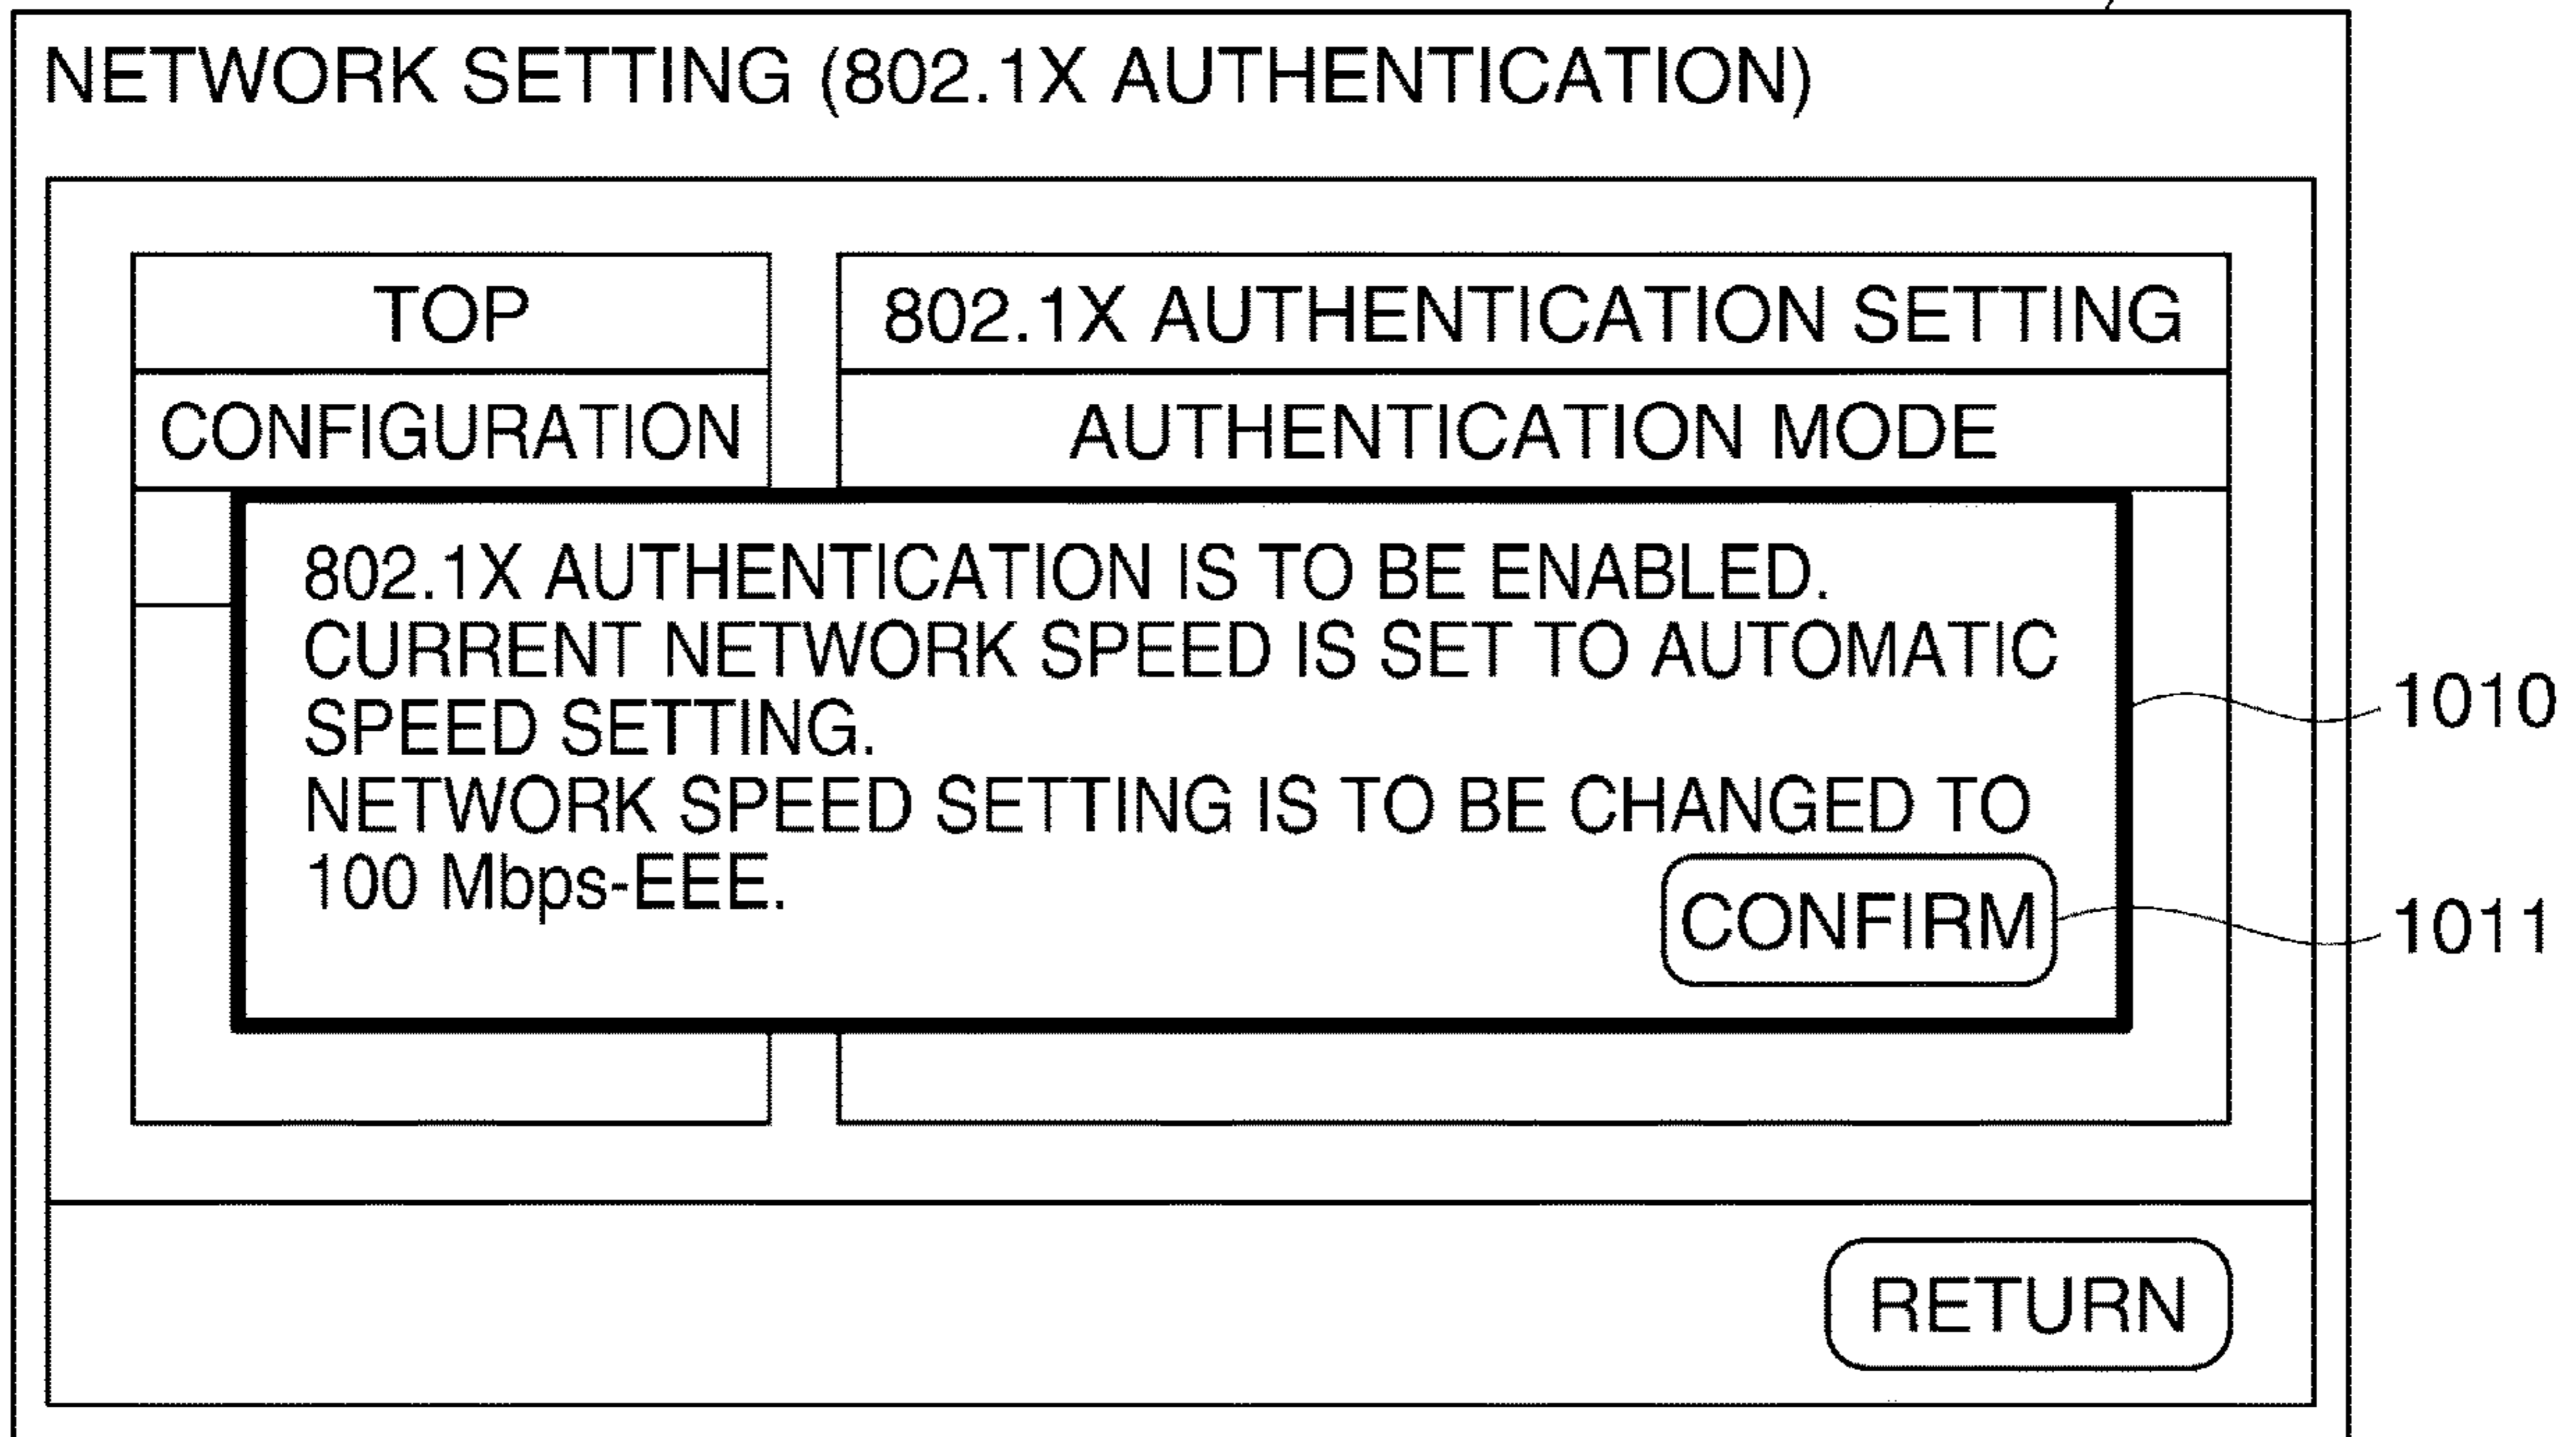 NETWORK SETTING (802.1X AUTHENTICATION)
TOP
CONFIGURATION
802.1X AUTHENTICATION SETTING
AUTHENTICATION MODE
802.1X AUTHENTICATION IS TO BE ENABLED.
CURRENT NETWORK SPEED IS SET TO AUTOMATIC
SPEED SETTING.
NETWORK SPEED SETTING IS TO BE CHANGED TO
100 Mbps-EEE.
CONFIRM
1010
1011
RETURN